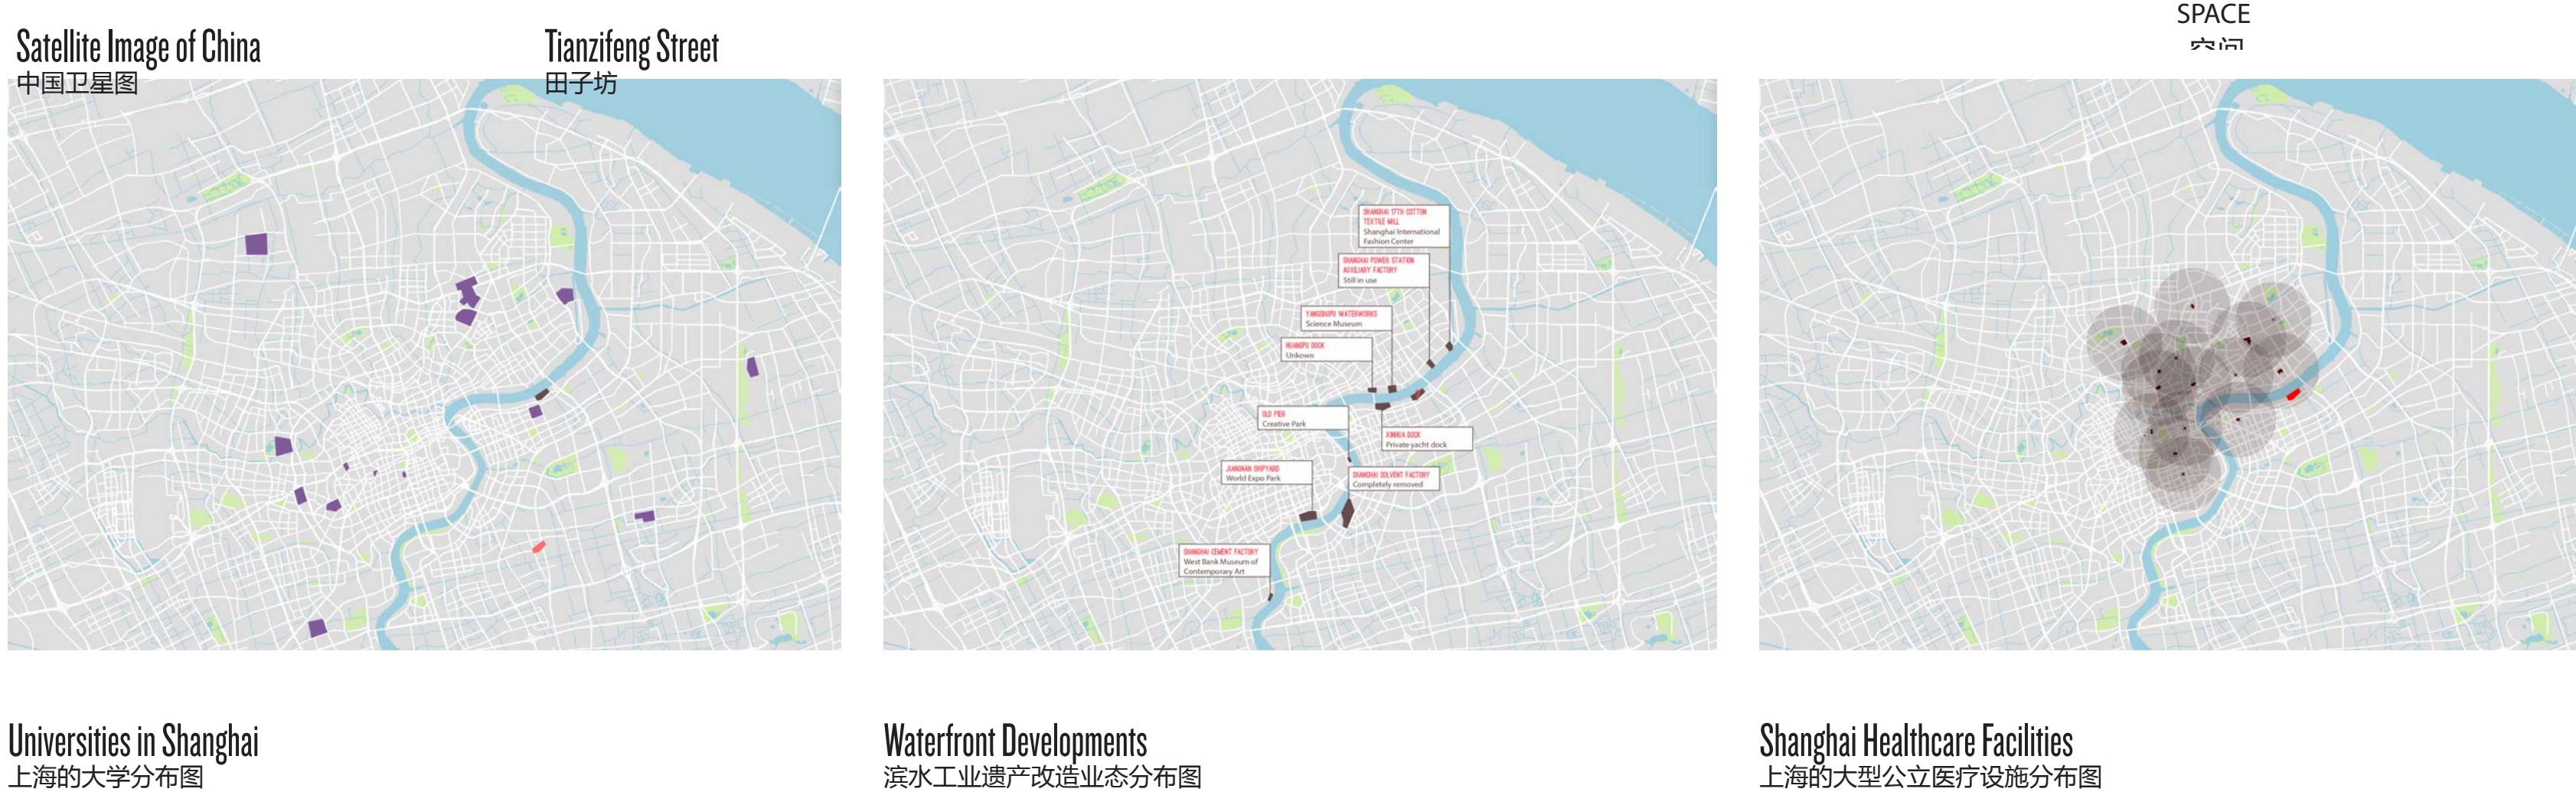 SPACE
空间
Satellite Image of China
中国卫星图
Tianzifeng Street
田子坊
SHANGHAI 17TH COTTON
TEXTILE MILL
Shanghai International
Fashion Center
SHANGHAI POWER STATION
AUXILIARY FACTORY
Still in use
YANGSHUPU WATERWORKS
Science Museum
HUANGPU DOCK
Unkown
OLD PIER
Creative Park
XINHUA DOCK
Private yacht dock
JIANGNAN SHIPYARD
World Expo Park
SHANGHAI SOLVENT FACTORY
Completely removed
SHANGHAI CEMENT FACTORY
West Bank Museum of
Contemporary Art
Universities in Shanghai
上海的大学分布图
Waterfront Developments
滨水工业遗产改造业态分布图
Shanghai Healthcare Facilities
上海的大型公立医疗设施分布图